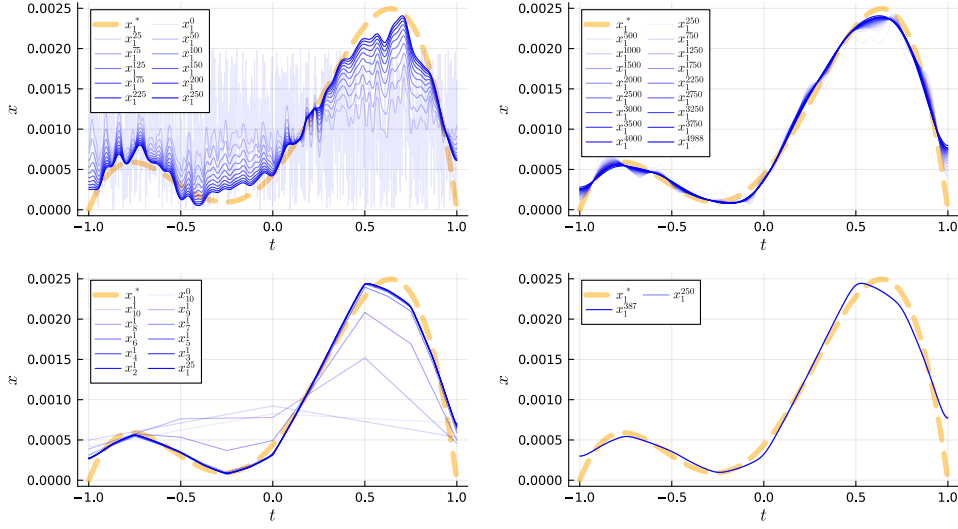 0.0025
0.0020
0.0015
0.0010
0.0005
0.0000
x
x_1^* x_1^0
x_1^25 x_1^50
x_1^75 x_1^100
x_1^125 x_1^150
x_1^175 x_1^200
x_1^225 x_1^250
−1.0 −0.5 0.0 0.5 1.0
t
0.0025
0.0020
0.0015
0.0010
0.0005
0.0000
x
x_1^* x_1^250
x_1^500 x_1^750
x_1^1000 x_1^1250
x_1^1500 x_1^1750
x_1^2000 x_1^2250
x_1^2500 x_1^2750
x_1^3000 x_1^3250
x_1^3500 x_1^3750
x_1^4000 x_1^4988
−1.0 −0.5 0.0 0.5 1.0
t
0.0025
0.0020
0.0015
0.0010
0.0005
0.0000
x
x_1^* x_10^0
x_10^1 x_9^1
x_8^1 x_7^1
x_6^1 x_5^1
x_4^1 x_3^1
x_2^1 x_1^25
−1.0 −0.5 0.0 0.5 1.0
t
0.0025
0.0020
0.0015
0.0010
0.0005
0.0000
x
x_1^* x_1^250
x_1^387
−1.0 −0.5 0.0 0.5 1.0
t